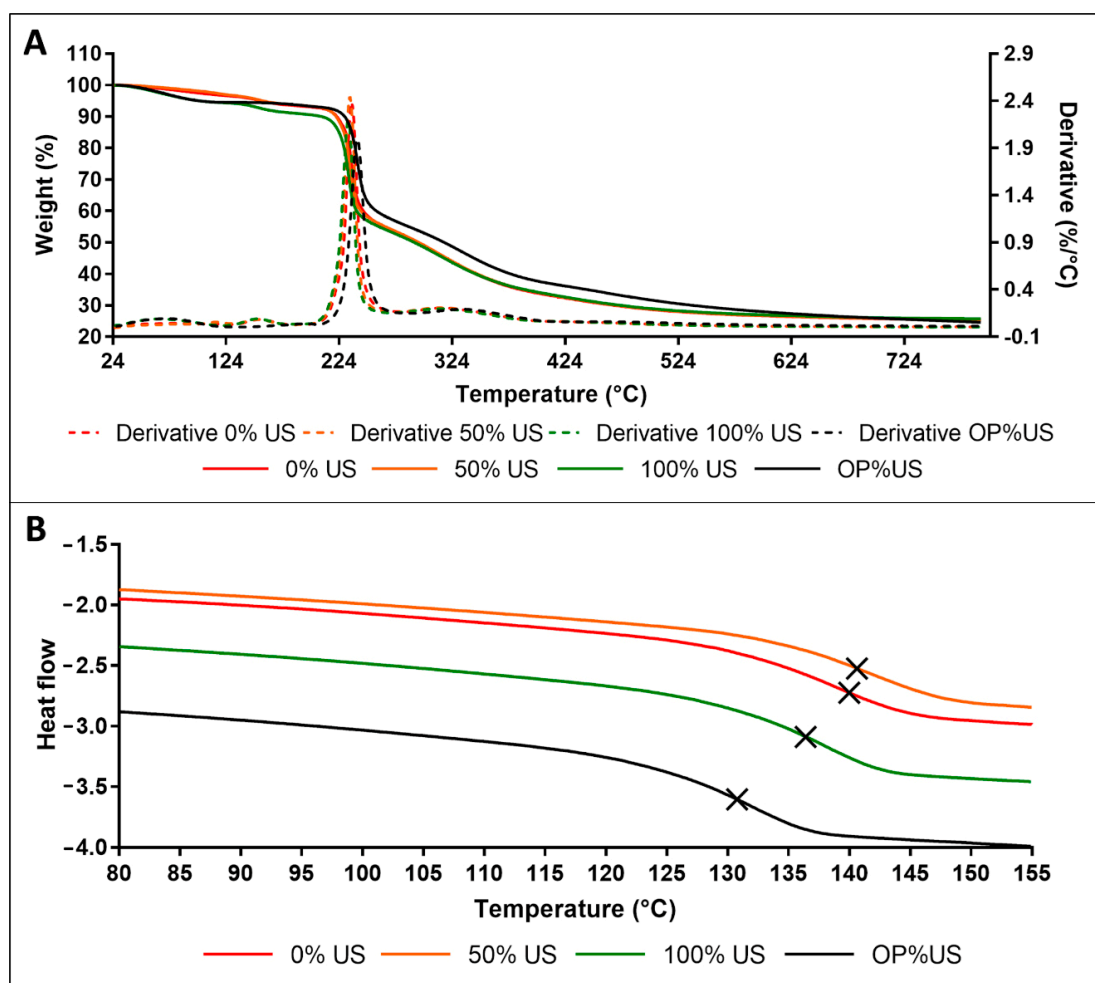 A
110
100
90
80
70
60
50
40
30
20
Weight (%)
2.9
2.4
1.9
1.4
0.9
0.4
-0.1
Derivative (%/°C)
24 124 224 324 424 524 624 724
Temperature (°C)
Derivative 0% US Derivative 50% US Derivative 100% US Derivative OP%US
0% US 50% US 100% US OP%US
B
−1.5
−2.0
−2.5
−3.0
−3.5
−4.0
Heat flow
80 85 90 95 100 105 110 115 120 125 130 135 140 145 150 155
Temperature (°C)
0% US 50% US 100% US OP%US